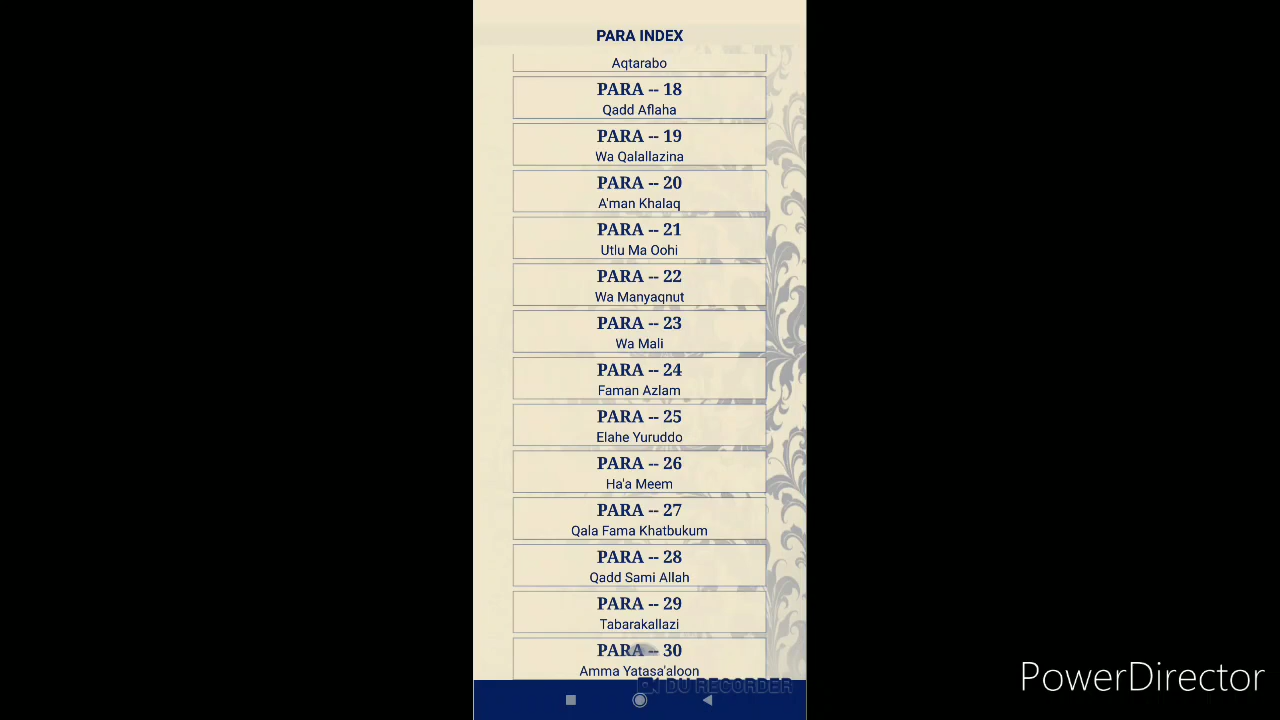 PARA INDEX
Aqtarabo
PARA -- 18
Qadd Aflaha
PARA -- 19
Wa Qalallazina
PARA -- 20
A'man Khalaq
PARA -- 21
Utlu Ma Oohi
PARA -- 22
Wa Manyaqnut
PARA -- 23
Wa Mali
PARA -- 24
Faman Azlam
PARA -- 25
Elahe Yuruddo
PARA -- 26
Ha'a Meem
PARA -- 27
Qala Fama Khatbukum
PARA -- 28
Qadd Sami Allah
PARA -- 29
Tabarakallazi
PARA -- 30
Amma Yatasa'aloon
DU RECORDER
PowerDirector